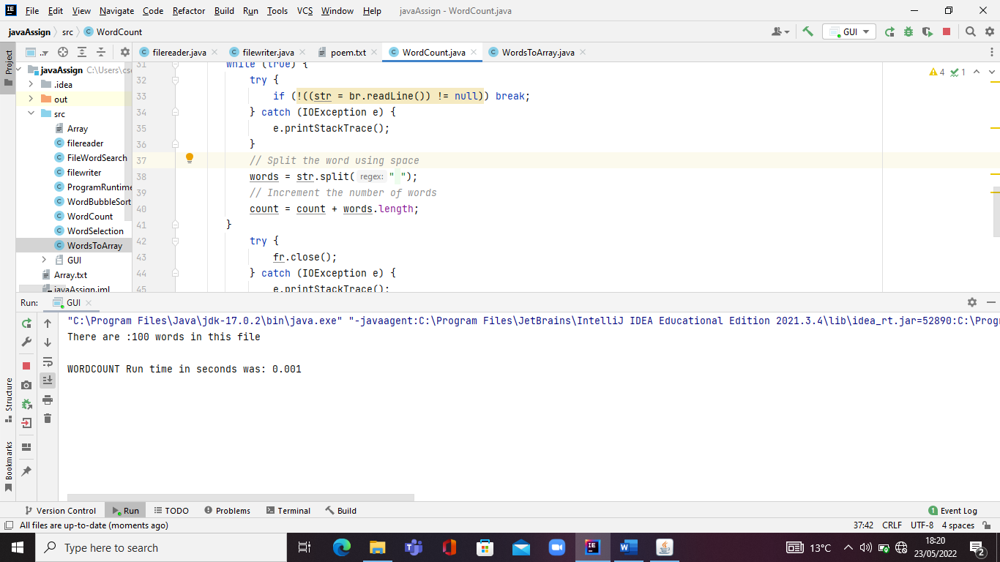 File Edit View Navigate Code Refactor Build Run Tools VCS Window Help javaAssign - WordCount.java
javaAssign src WordCount GUI
Project
filereader.java filewriter.java poem.txt WordCount.java WordsToArray.java
javaAssign C:\Users\cs
.idea
out
src
Array
filereader
FileWordSearch
filewriter
ProgramRuntime
WordBubbleSort
WordCount
WordSelection
WordsToArray
GUI
Array.txt
javaAssign.iml
4 1
31 while (true) {
32 try {
33 if (!((str = br.readLine()) != null)) break;
34 } catch (IOException e) {
35 e.printStackTrace();
36 }
37 // Split the word using space
38 words = str.split( regex: " ");
39 // Increment the number of words
40 count = count + words.length;
41 }
42 try {
43 fr.close();
44 } catch (IOException e) {
45 e.printStackTrace();
Run: GUI
"C:\Program Files\Java\jdk-17.0.2\bin\java.exe" "-javaagent:C:\Program Files\JetBrains\IntelliJ IDEA Educational Edition 2021.3.4\lib\idea_rt.jar=52890:C:\Prog
There are :100 words in this file
WORDCOUNT Run time in seconds was: 0.001
Structure
Bookmarks
Version Control Run TODO Problems Terminal Build 1 Event Log
All files are up-to-date (moments ago) 37:42 CRLF UTF-8 4 spaces
Type here to search 13°C 18:20
23/05/2022 2